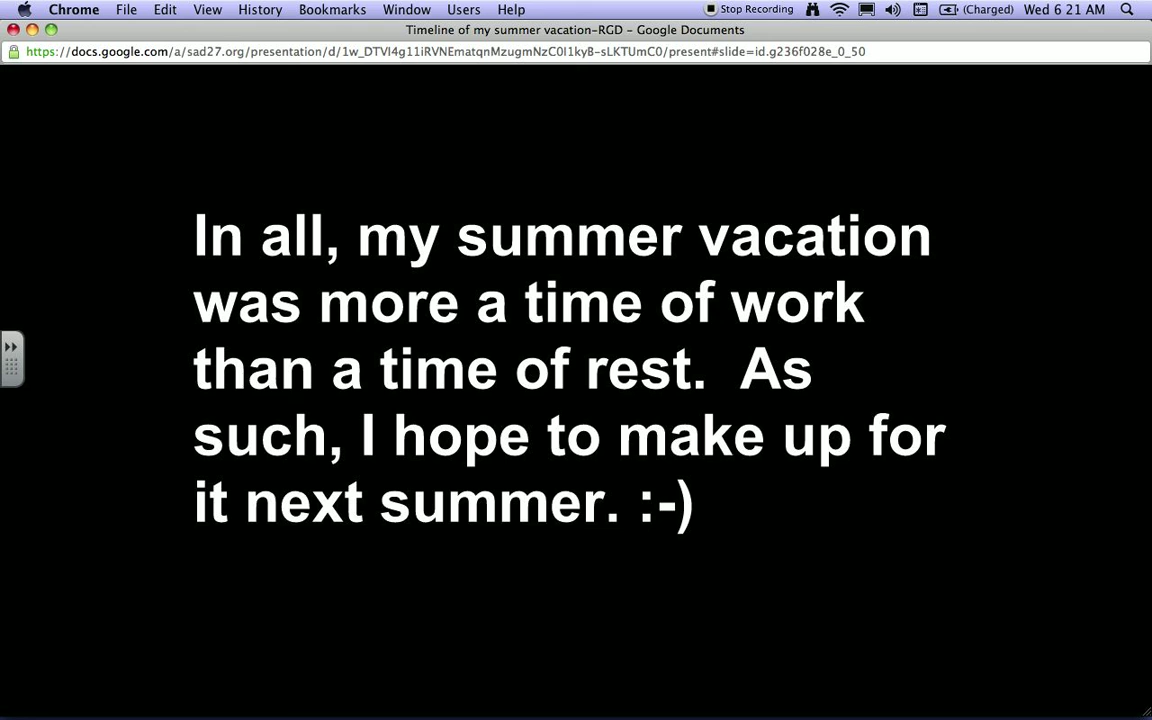 Chrome File Edit View History Bookmarks Window Users Help Stop Recording (Charged) Wed 6 21 AM
Timeline of my summer vacation-RGD - Google Documents
https://docs.google.com/a/sad27.org/presentation/d/1w_DTVI4g11iRVNEmatqnMzugmNzC0l1kyB-sLKTUmC0/present#slide=id.g236f028e_0_50
In all, my summer vacation
was more a time of work
than a time of rest.  As
such, I hope to make up for
it next summer. :-)